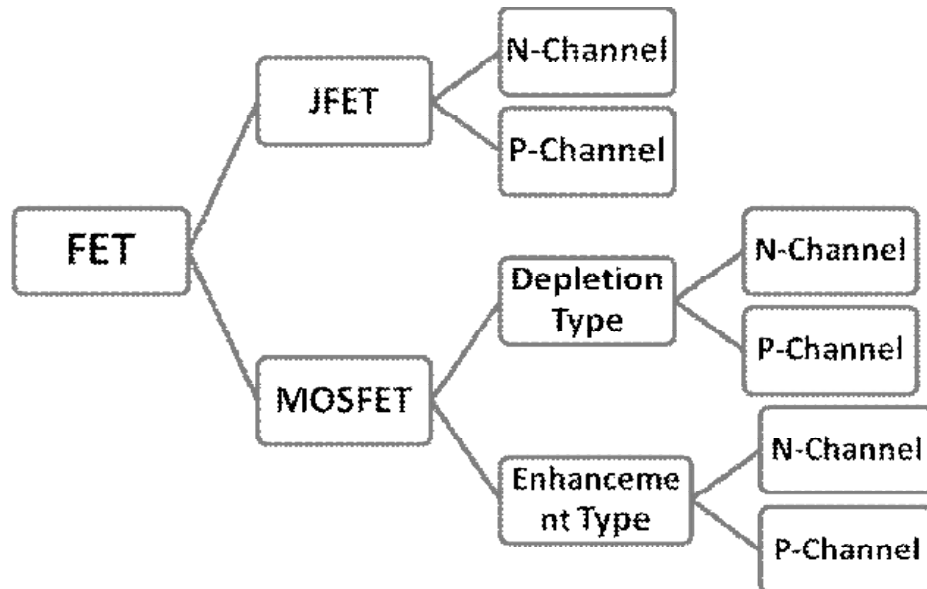 FET
JFET
N-Channel
P-Channel
MOSFET
Depletion
Type
N-Channel
P-Channel
Enhanceme
nt Type
N-Channel
P-Channel